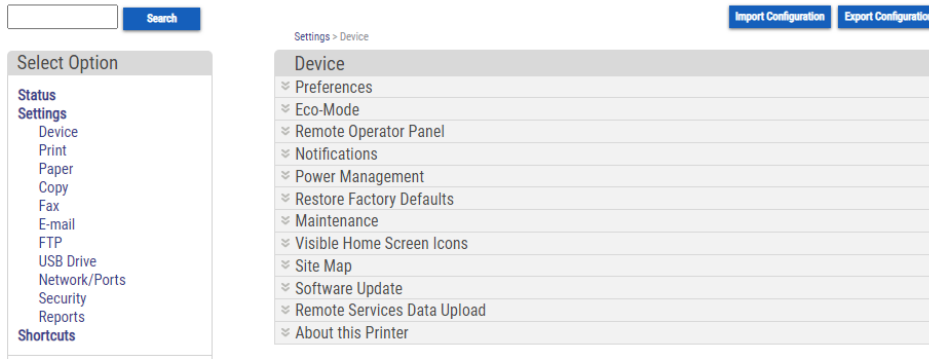 Search
Import Configuration
Export Configuration
Settings > Device
Select Option
Status
Settings
Device
Print
Paper
Copy
Fax
E-mail
FTP
USB Drive
Network/Ports
Security
Reports
Shortcuts
Device
Preferences
Eco-Mode
Remote Operator Panel
Notifications
Power Management
Restore Factory Defaults
Maintenance
Visible Home Screen Icons
Site Map
Software Update
Remote Services Data Upload
About this Printer